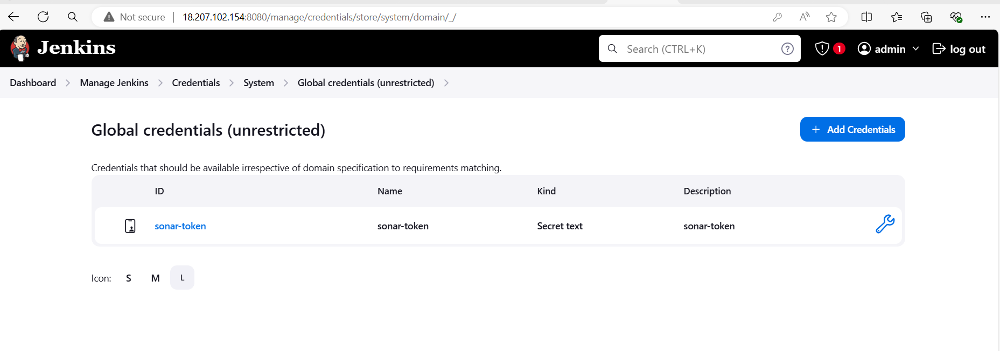 Not secure 18.207.102.154:8080/manage/credentials/store/system/domain/_/
Jenkins Search (CTRL+K) ? 1 admin log out
Dashboard Manage Jenkins Credentials System Global credentials (unrestricted)
Global credentials (unrestricted) + Add Credentials
Credentials that should be available irrespective of domain specification to requirements matching.
ID Name Kind Description
sonar-token sonar-token Secret text sonar-token
Icon: S M L